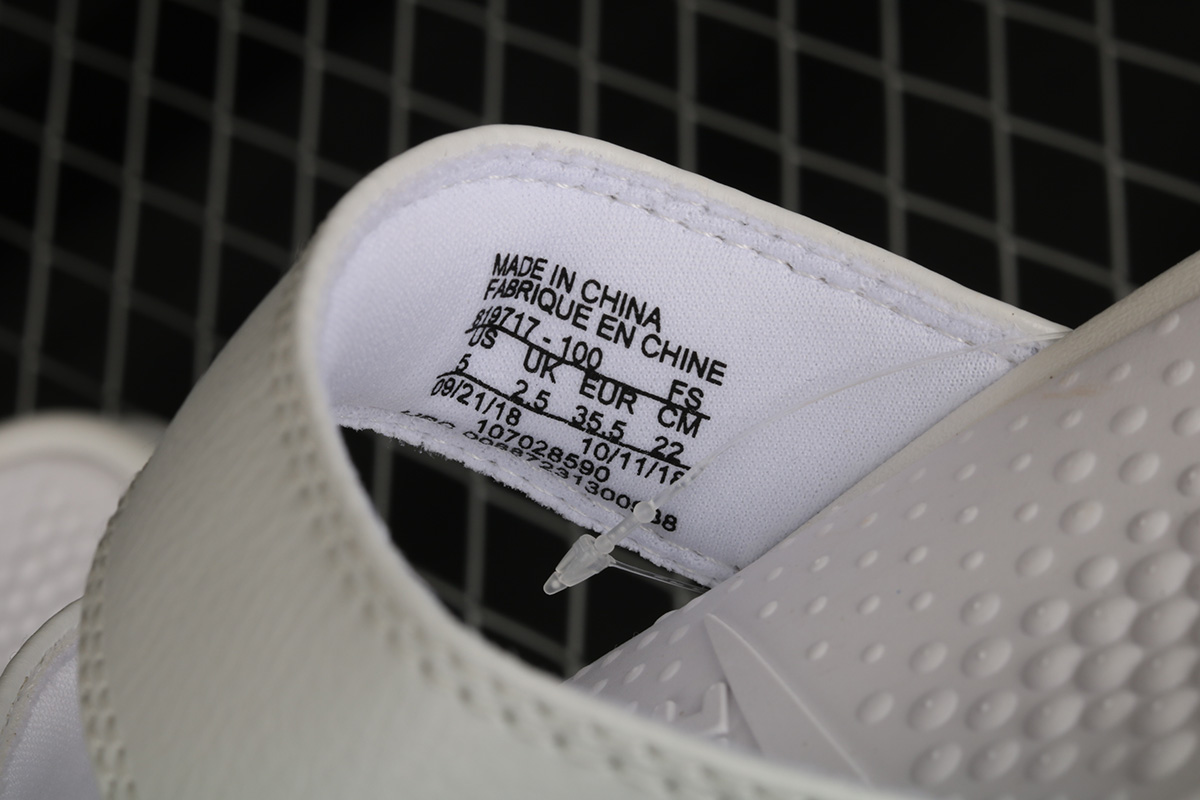 MADE IN CHINA
FABRIQUE EN CHINE
819717-100 FS
US UK EUR CM
5 2.5 35.5 22
09/21/18 10/11/18
107028590